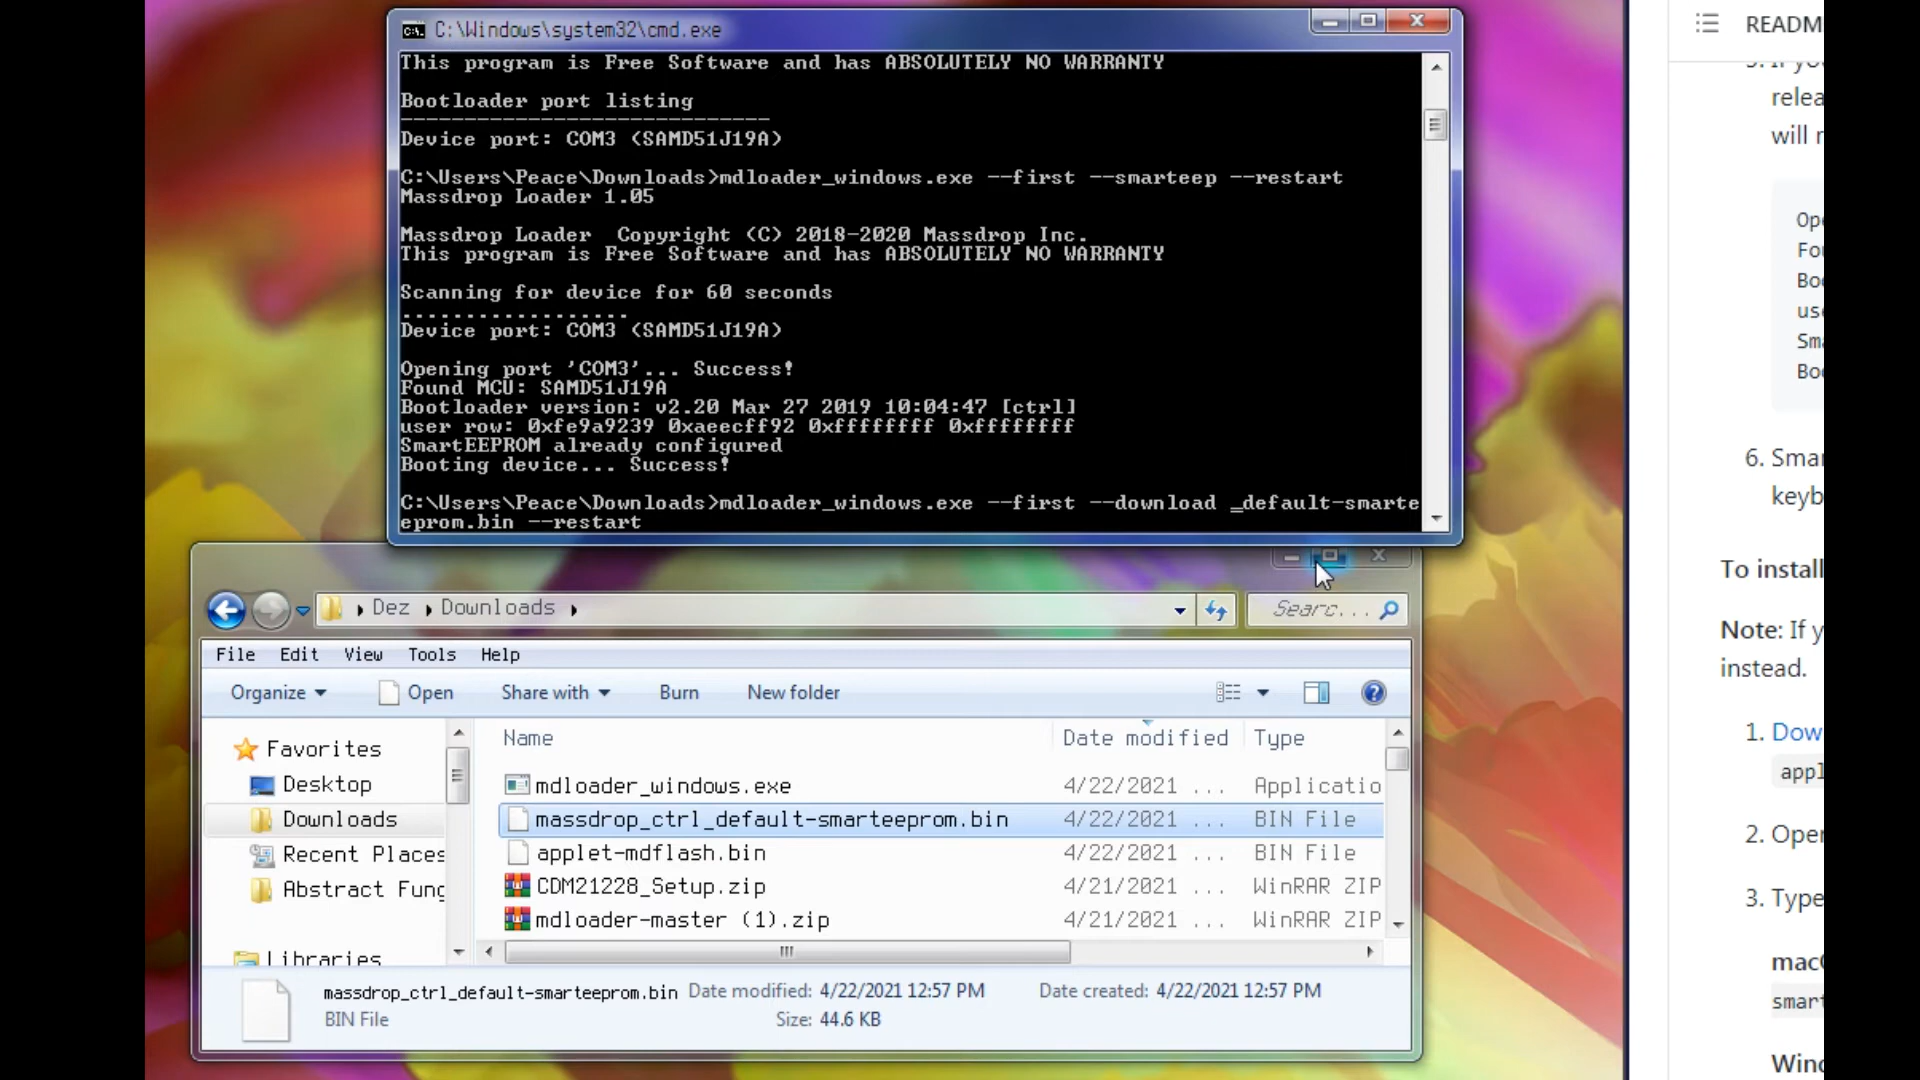 C:\Windows\system32\cmd.exe
This program is Free Software and has ABSOLUTELY NO WARRANTY
Bootloader port listing
-----------------------------
Device port: COM3 (SAMD51J19A)
C:\Users\Peace\Downloads>mdloader_windows.exe --first --smarteep --restart
Massdrop Loader 1.05
Massdrop Loader  Copyright (C) 2018-2020 Massdrop Inc.
This program is Free Software and has ABSOLUTELY NO WARRANTY
Scanning for device for 60 seconds
..................
Device port: COM3 (SAMD51J19A)
Opening port 'COM3'... Success!
Found MCU: SAMD51J19A
Bootloader version: v2.20 Mar 27 2019 10:04:47 [ctrl]
user row: 0xfe9a9239 0xaeecff92 0xffffffff 0xffffffff
SmartEEPROM already configured
Booting device... Success!
C:\Users\Peace\Downloads>mdloader_windows.exe --first --download _default-smarte
eprom.bin --restart
Dez Downloads
Searc...
File Edit View Tools Help
Organize Open Share with Burn New folder
Favorites
Desktop
Downloads
Recent Places
Abstract Fung
Libraries
Name Date modified Type
mdloader_windows.exe 4/22/2021 ... Applicatio
massdrop_ctrl_default-smarteeprom.bin 4/22/2021 ... BIN File
applet-mdflash.bin 4/22/2021 ... BIN File
CDM21228_Setup.zip 4/21/2021 ... WinRAR ZIP
mdloader-master (1).zip 4/21/2021 ... WinRAR ZIP
massdrop_ctrl_default-smarteeprom.bin Date modified: 4/22/2021 12:57 PM Date created: 4/22/2021 12:57 PM
BIN File Size: 44.6 KB
READM
relea
will r
Ope
Fo
Boo
use
Sma
Boo
6. Smar
keyb
To install
Note: If y
instead.
1. Dow
appl
2. Oper
3. Type
mac
smart
Winc